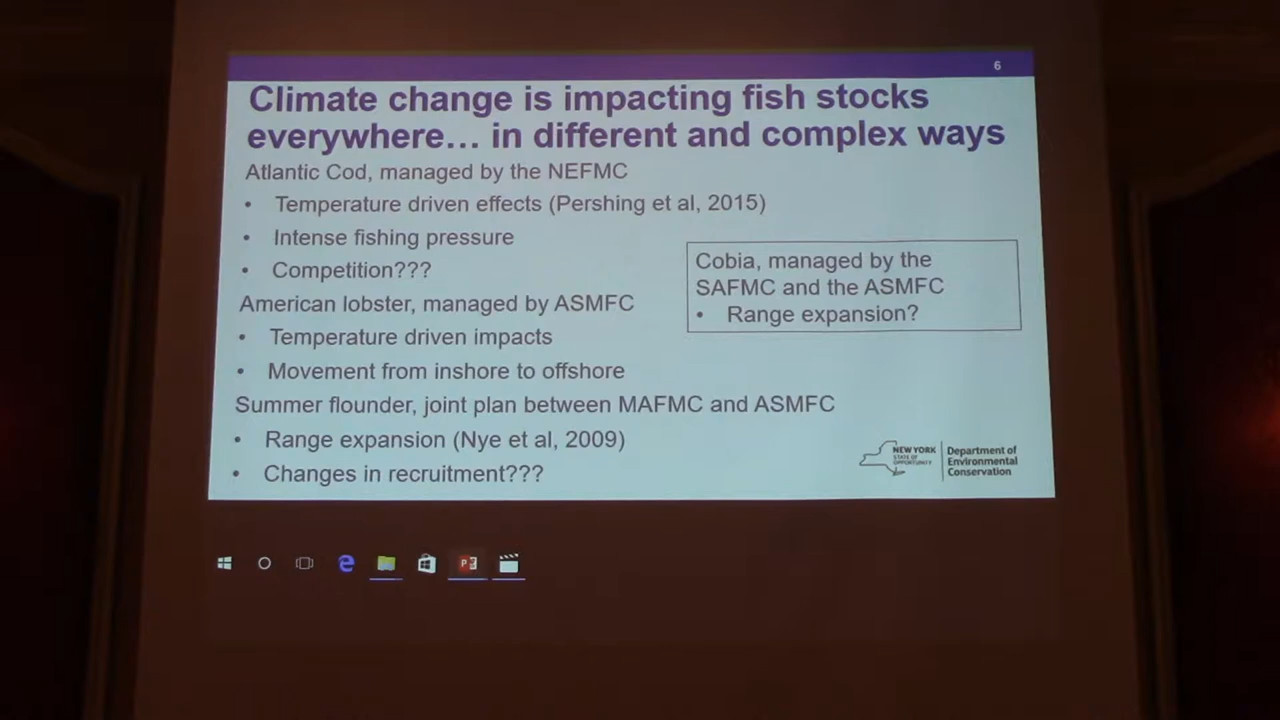 6
Climate change is impacting fish stocks
everywhere... in different and complex ways
Atlantic Cod, managed by the NEFMC
• Temperature driven effects (Pershing et al, 2015)
• Intense fishing pressure
• Competition???
American lobster, managed by ASMFC
• Temperature driven impacts
• Movement from inshore to offshore
Summer flounder, joint plan between MAFMC and ASMFC
• Range expansion (Nye et al, 2009)
• Changes in recruitment???
Cobia, managed by the
SAFMC and the ASMFC
• Range expansion?
NEW YORK
STATE OF
OPPORTUNITY
Department of
Environmental
Conservation